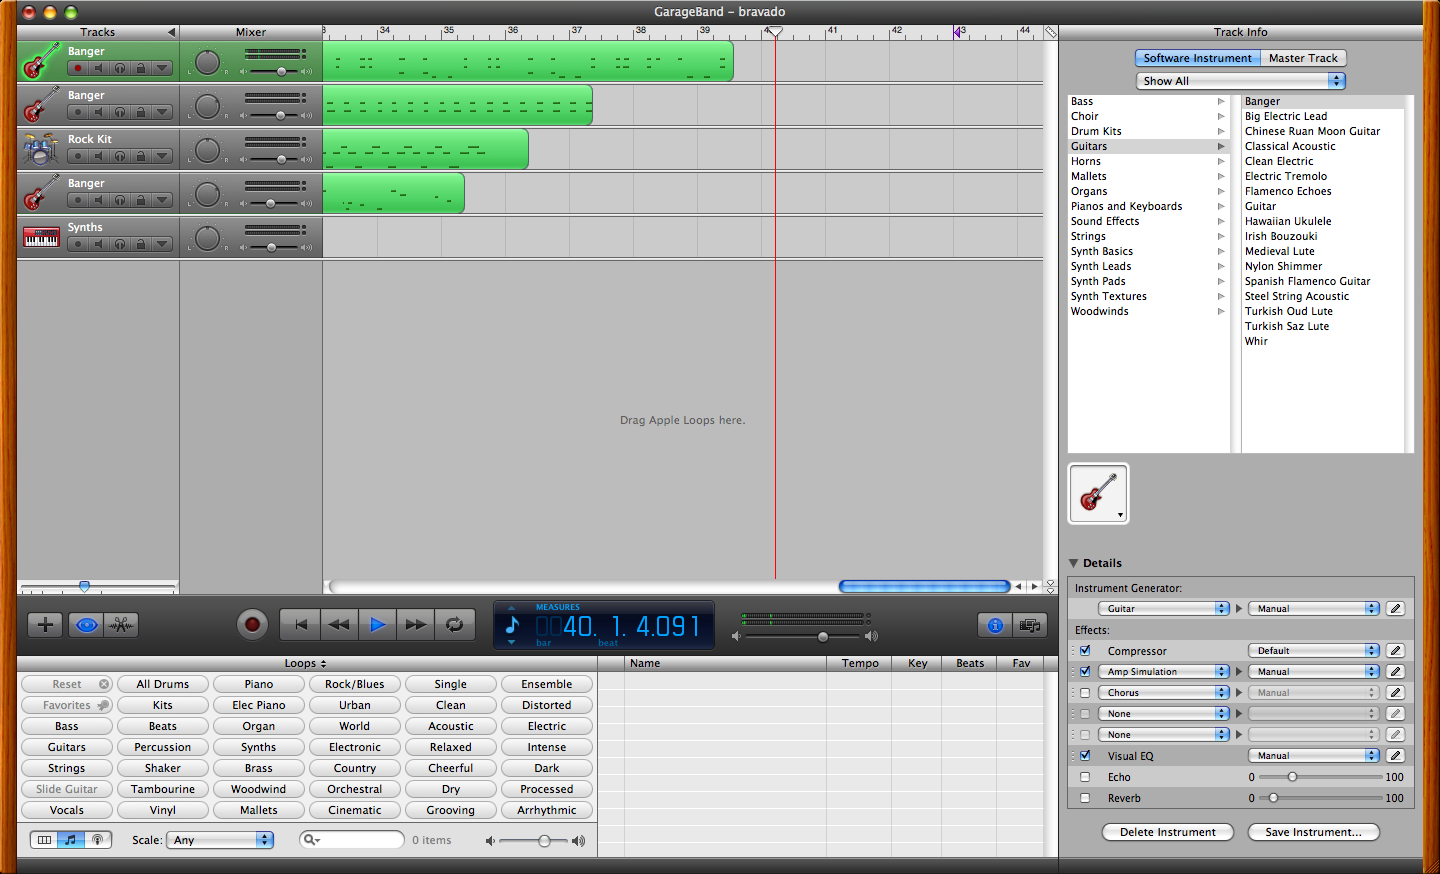 GarageBand – bravado
Tracks
Mixer
3 34 35 36 37 38 39 4 41 42 43 44
Track Info
Banger
L R
Banger
L R
Rock Kit
L R
Banger
L R
Synths
L R
Drag Apple Loops here.
Software Instrument Master Track
Show All
Bass
Choir
Drum Kits
Guitars
Horns
Mallets
Organs
Pianos and Keyboards
Sound Effects
Strings
Synth Basics
Synth Leads
Synth Pads
Synth Textures
Woodwinds
Banger
Big Electric Lead
Chinese Ruan Moon Guitar
Classical Acoustic
Clean Electric
Electric Tremolo
Flamenco Echoes
Guitar
Hawaiian Ukulele
Irish Bouzouki
Medieval Lute
Nylon Shimmer
Spanish Flamenco Guitar
Steel String Acoustic
Turkish Oud Lute
Turkish Saz Lute
Whir
Details
Instrument Generator:
Guitar Manual
Effects:
Compressor Default
Amp Simulation Manual
Chorus Manual
None
None
Visual EQ Manual
Echo 0 100
Reverb 0 100
Delete Instrument Save Instrument...
MEASURES
0040. 1. 4.091
bar beat
Loops
Name Tempo Key Beats Fav
Reset All Drums Piano Rock/Blues Single Ensemble
Favorites Kits Elec Piano Urban Clean Distorted
Bass Beats Organ World Acoustic Electric
Guitars Percussion Synths Electronic Relaxed Intense
Strings Shaker Brass Country Cheerful Dark
Slide Guitar Tambourine Woodwind Orchestral Dry Processed
Vocals Vinyl Mallets Cinematic Grooving Arrhythmic
Scale: Any 0 items